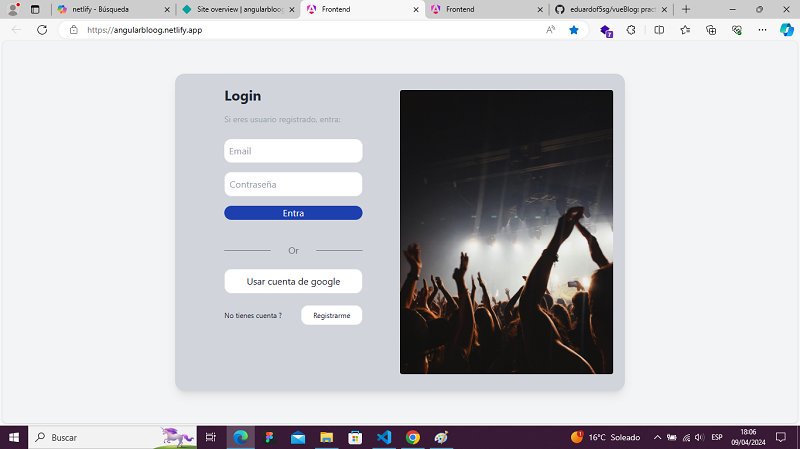 netlify - Búsqueda
Site overview | angularbloog
Frontend
Frontend
eduardof5sg/vueBlog: pract
https://angularbloog.netlify.app
7
Login
Si eres usuario registrado, entra:
Email
Contraseña
Entra
Or
Usar cuenta de google
No tienes cuenta ?
Registrarme
Buscar
16°C Soleado
ESP
18:06
09/04/2024